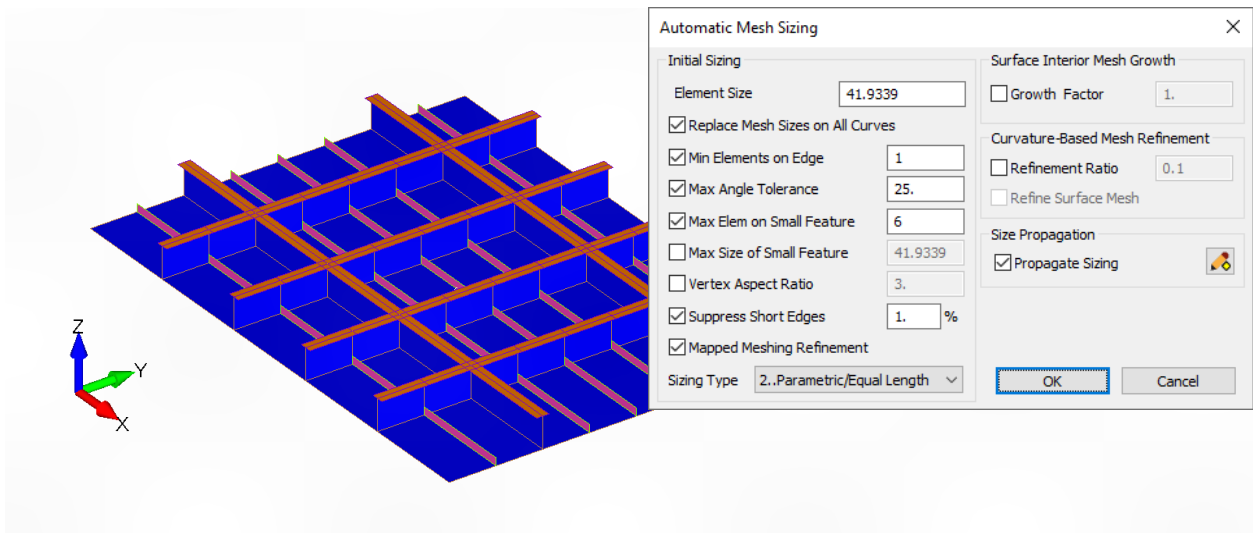 Automatic Mesh Sizing
Initial Sizing
Element Size 41.9339
Replace Mesh Sizes on All Curves
Min Elements on Edge 1
Max Angle Tolerance 25.
Max Elem on Small Feature 6
Max Size of Small Feature 41.9339
Vertex Aspect Ratio 3.
Suppress Short Edges 1. %
Mapped Meshing Refinement
Sizing Type 2..Parametric/Equal Length
Surface Interior Mesh Growth
Growth Factor 1.
Curvature-Based Mesh Refinement
Refinement Ratio 0.1
Refine Surface Mesh
Size Propagation
Propagate Sizing
OK Cancel
Z
Y
X